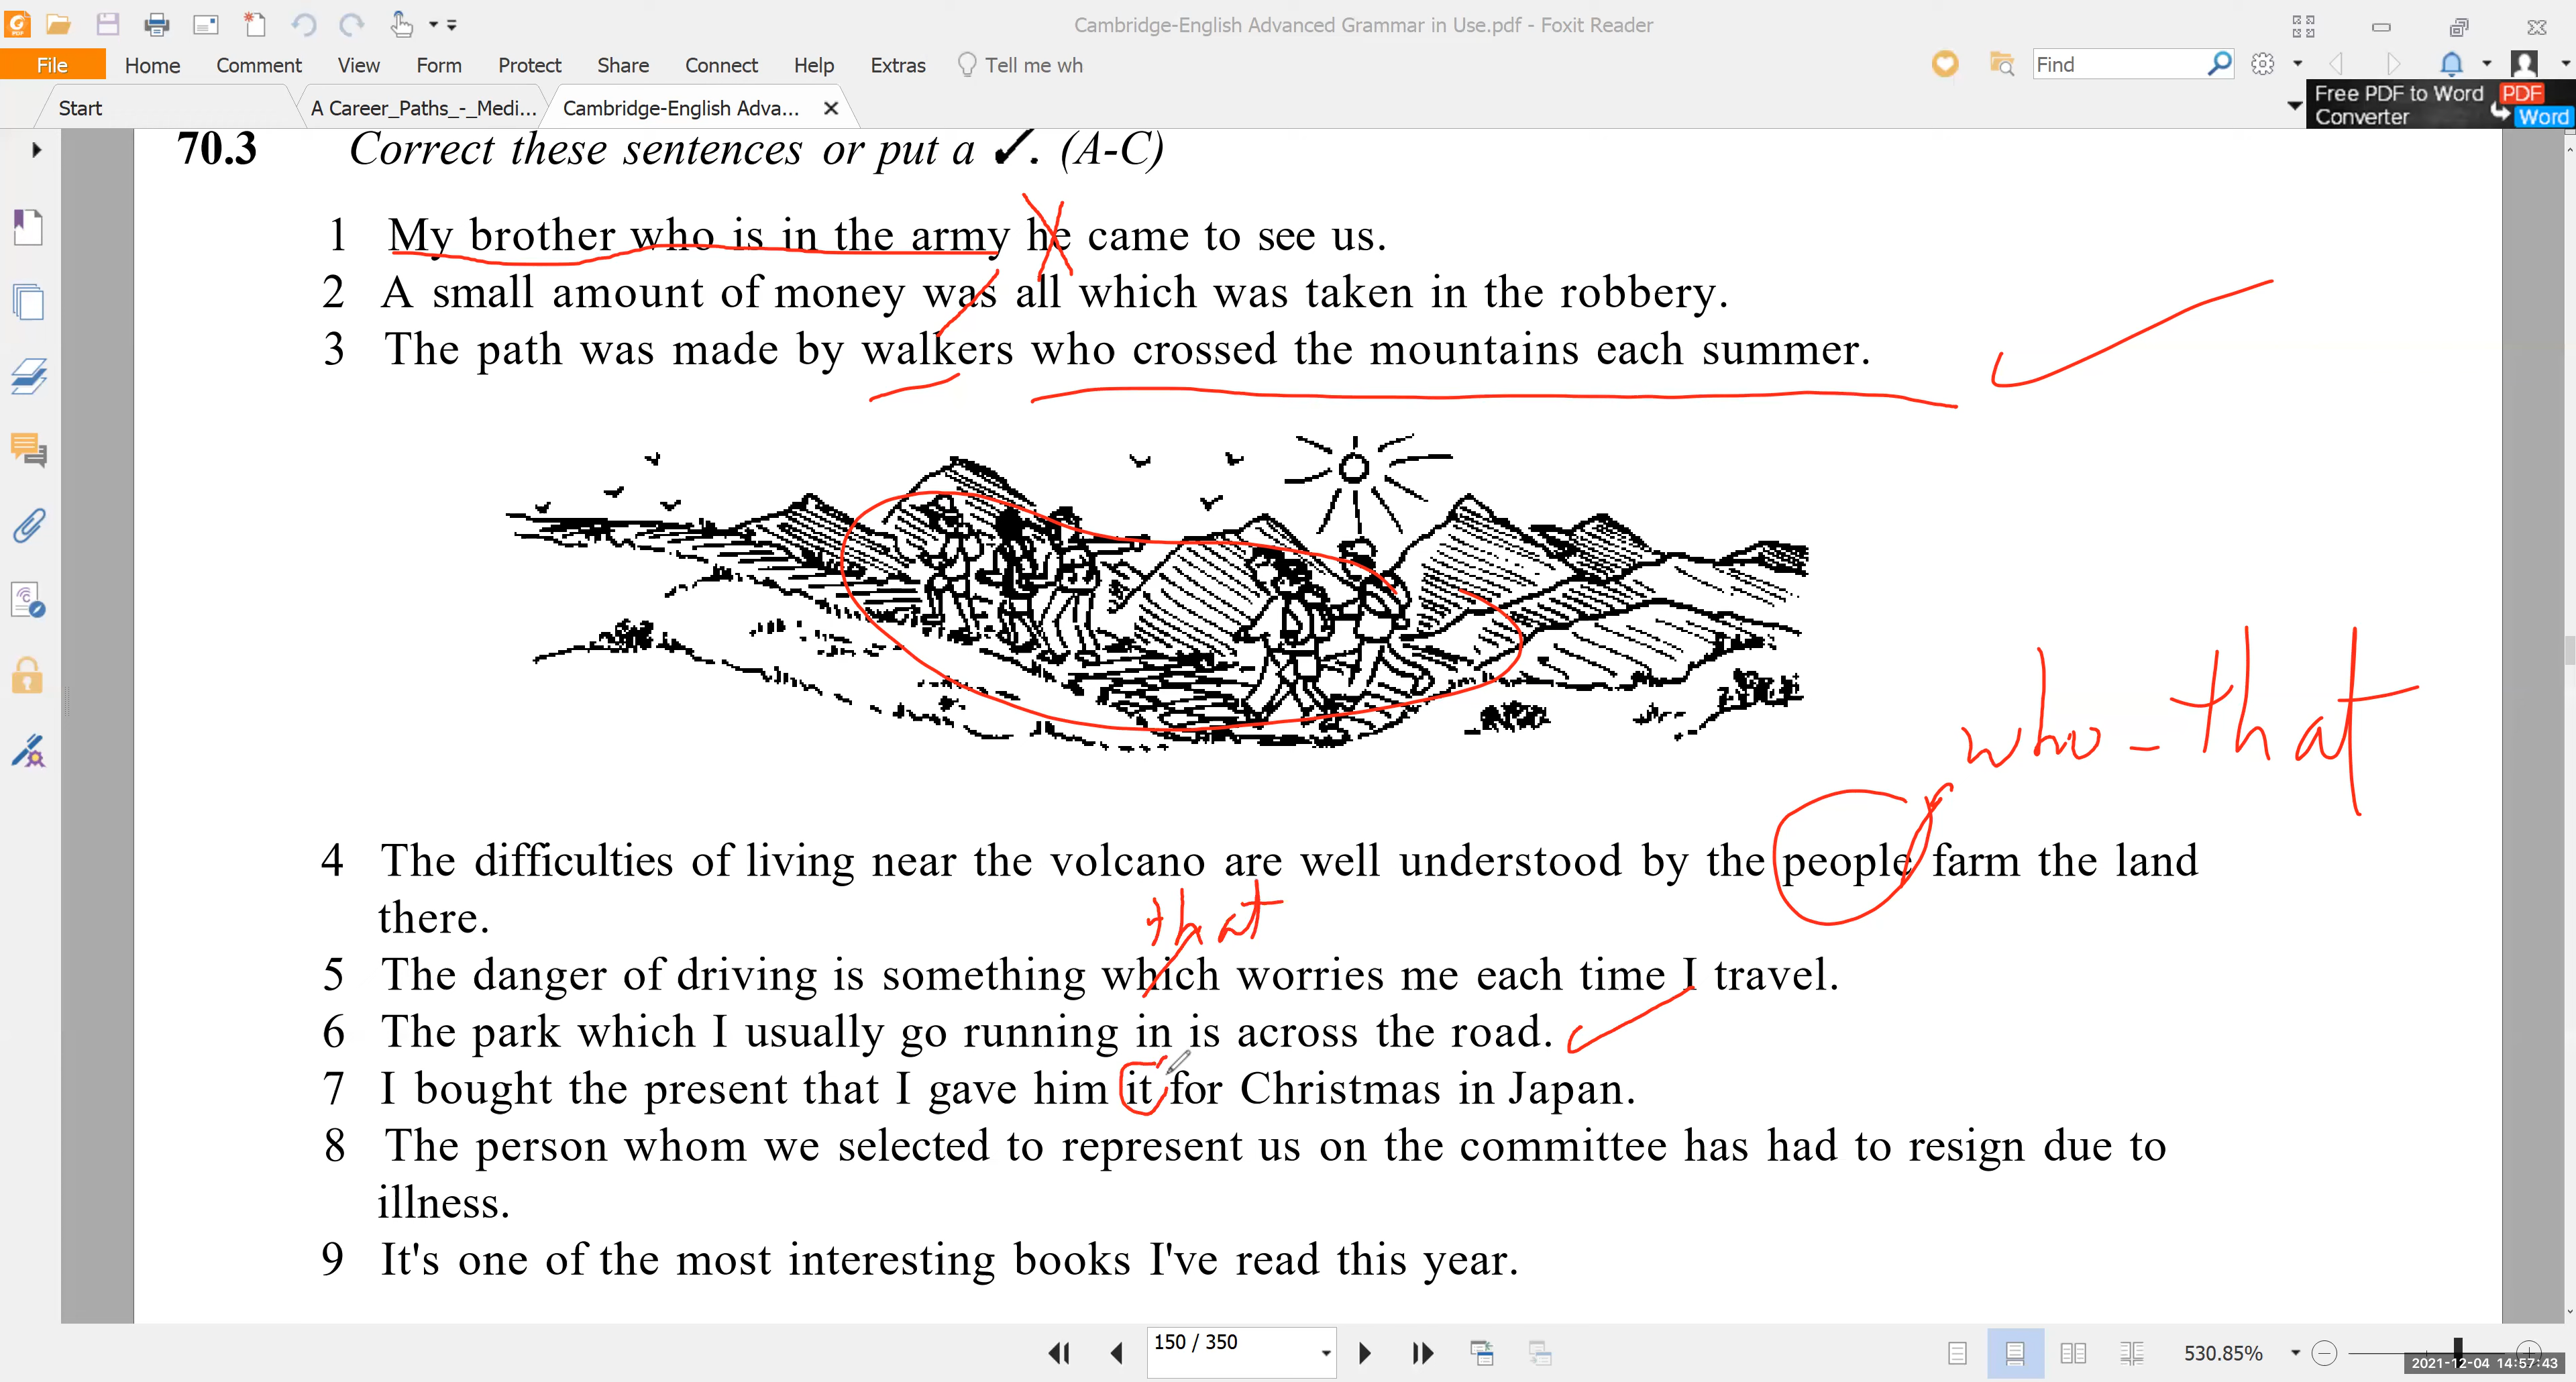 Cambridge-English Advanced Grammar in Use.pdf - Foxit Reader
File Home Comment View Form Protect Share Connect Help Extras Tell me wh Find
Start A Career_Paths_-_Medi... Cambridge-English Adva... Free PDF to Word PDF
Converter Word
70.3 Correct these sentences or put a ✓. (A-C)
1 My brother who is in the army he came to see us.
2 A small amount of money was all which was taken in the robbery.
3 The path was made by walkers who crossed the mountains each summer.
who - that
4 The difficulties of living near the volcano are well understood by the people farm the land
there.
that
5 The danger of driving is something which worries me each time I travel.
6 The park which I usually go running in is across the road.
7 I bought the present that I gave him it for Christmas in Japan.
8 The person whom we selected to represent us on the committee has had to resign due to
illness.
9 It's one of the most interesting books I've read this year.
150 / 350 530.85%
2021-12-04 14:57:43